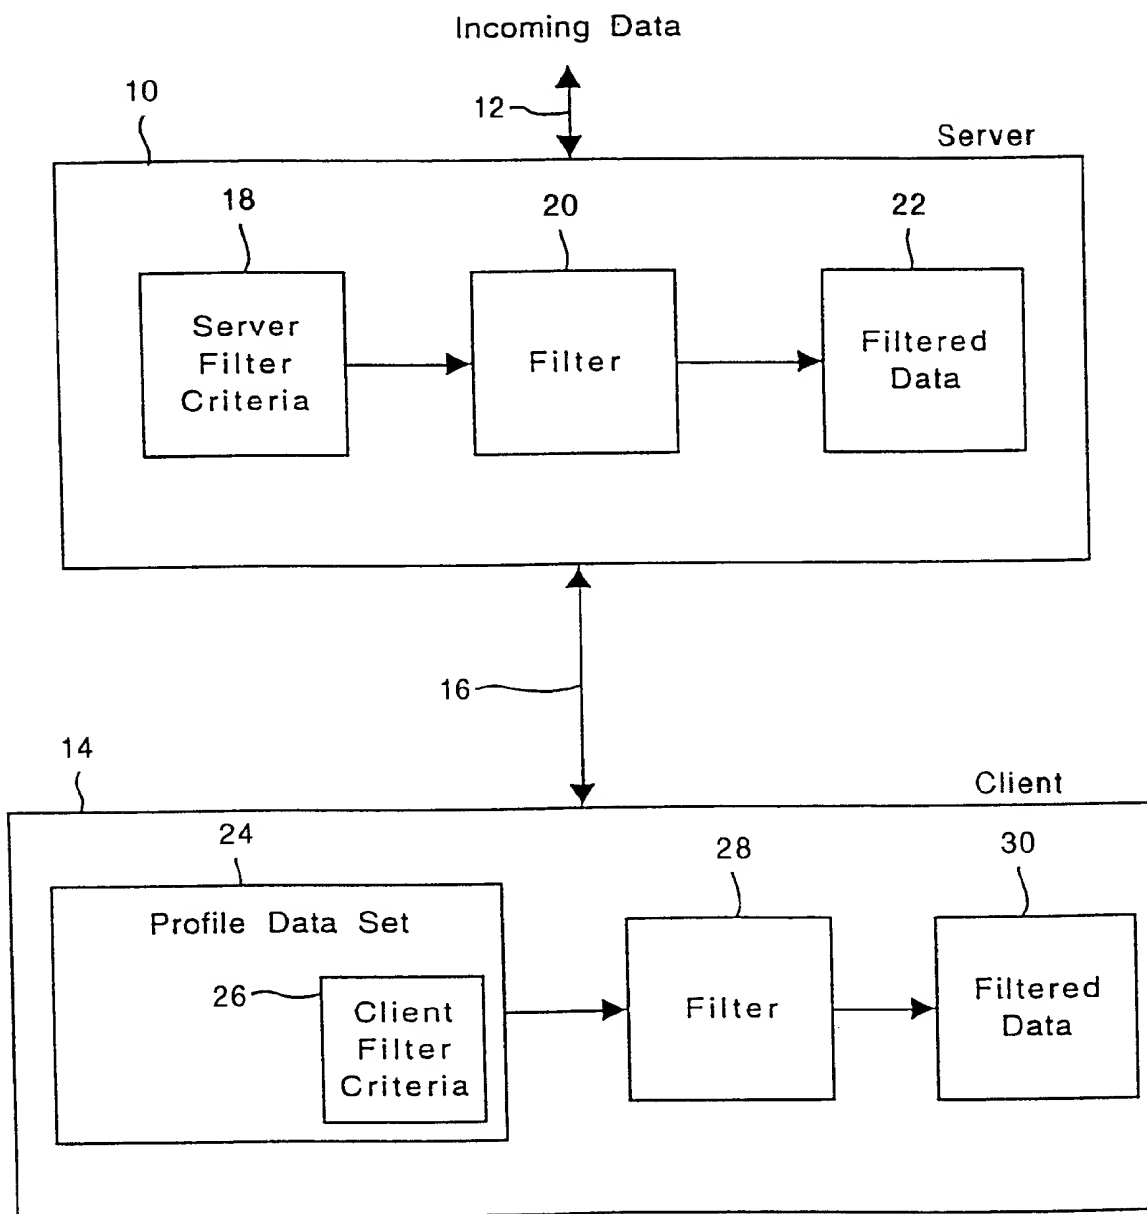 Incoming Data
12
10
Server
18
20
22
Server
Filter
Criteria
Filter
Filtered
Data
16
14
Client
24
28
30
Profile Data Set
26
Client
Filter
Criteria
Filter
Filtered
Data